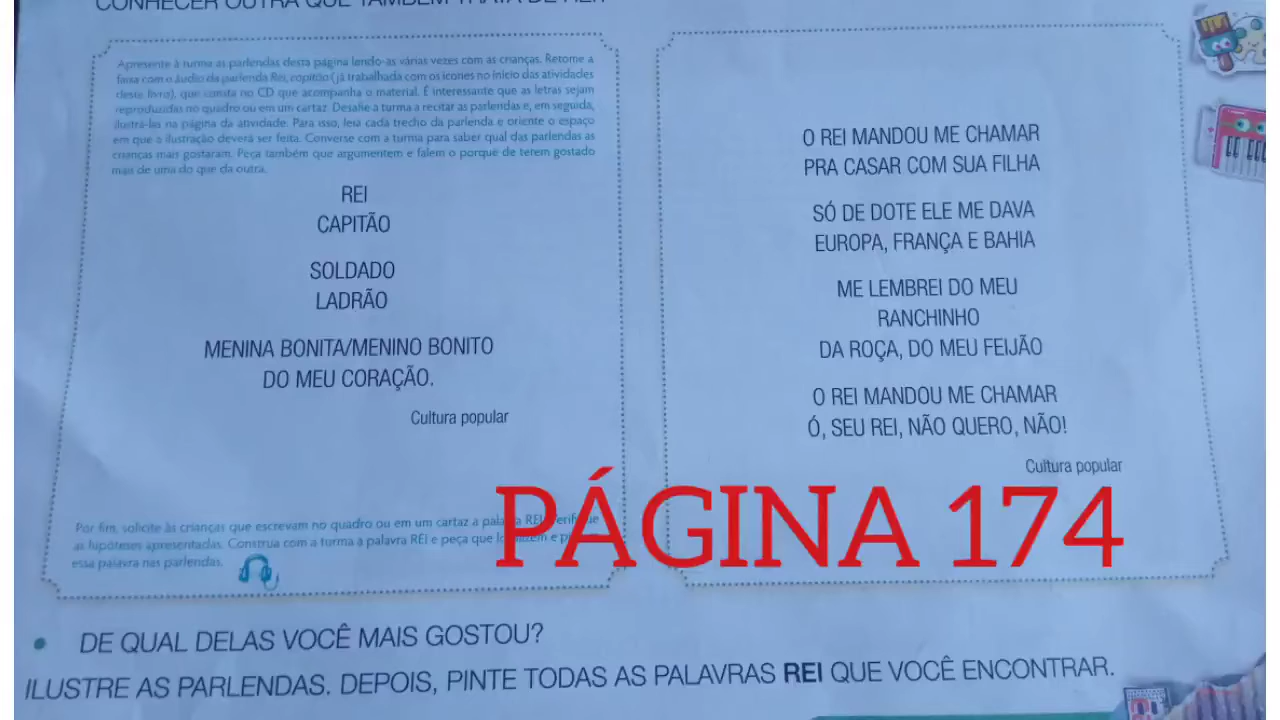 CONHECER OUTRA QUE TAMBÉM TRATA DE REI.
Apresente à turma as parlendas desta página lendo-as várias vezes com as crianças. Retome a
faixa com o áudio da parlenda Rei, capitão (já trabalhada com os ícones no início das atividades
deste livro), que consta no CD que acompanha o material. É interessante que as letras sejam
reproduzidas no quadro ou em um cartaz. Desafie a turma a recitar as parlendas e, em seguida,
ilustrá-las na página da atividade. Para isso, leia cada trecho da parlenda e oriente o espaço
em que a ilustração deverá ser feita. Converse com a turma para saber qual das parlendas as
crianças mais gostaram. Peça também que argumentem e falem o porque de terem gostado
mais de uma do que da outra.
REI
CAPITÃO
SOLDADO
LADRÃO
MENINA BONITA/MENINO BONITO
DO MEU CORAÇÃO.
Cultura popular
Por fim, solicite às crianças que escrevam no quadro ou em um cartaz a palavra REI. Verifique
as hipóteses apresentadas. Construa com a turma a palavra REI e peça que
essa palavra nas parlendas.
O REI MANDOU ME CHAMAR
PRA CASAR COM SUA FILHA
SÓ DE DOTE ELE ME DAVA
EUROPA, FRANÇA E BAHIA
ME LEMBREI DO MEU
RANCHINHO
DA ROÇA, DO MEU FEIJÃO
O REI MANDOU ME CHAMAR
Ó, SEU REI, NÃO QUERO, NÃO!
Cultura popular
PÁGINA 174
• DE QUAL DELAS VOCÊ MAIS GOSTOU?
ILUSTRE AS PARLENDAS. DEPOIS, PINTE TODAS AS PALAVRAS REI QUE VOCÊ ENCONTRAR.